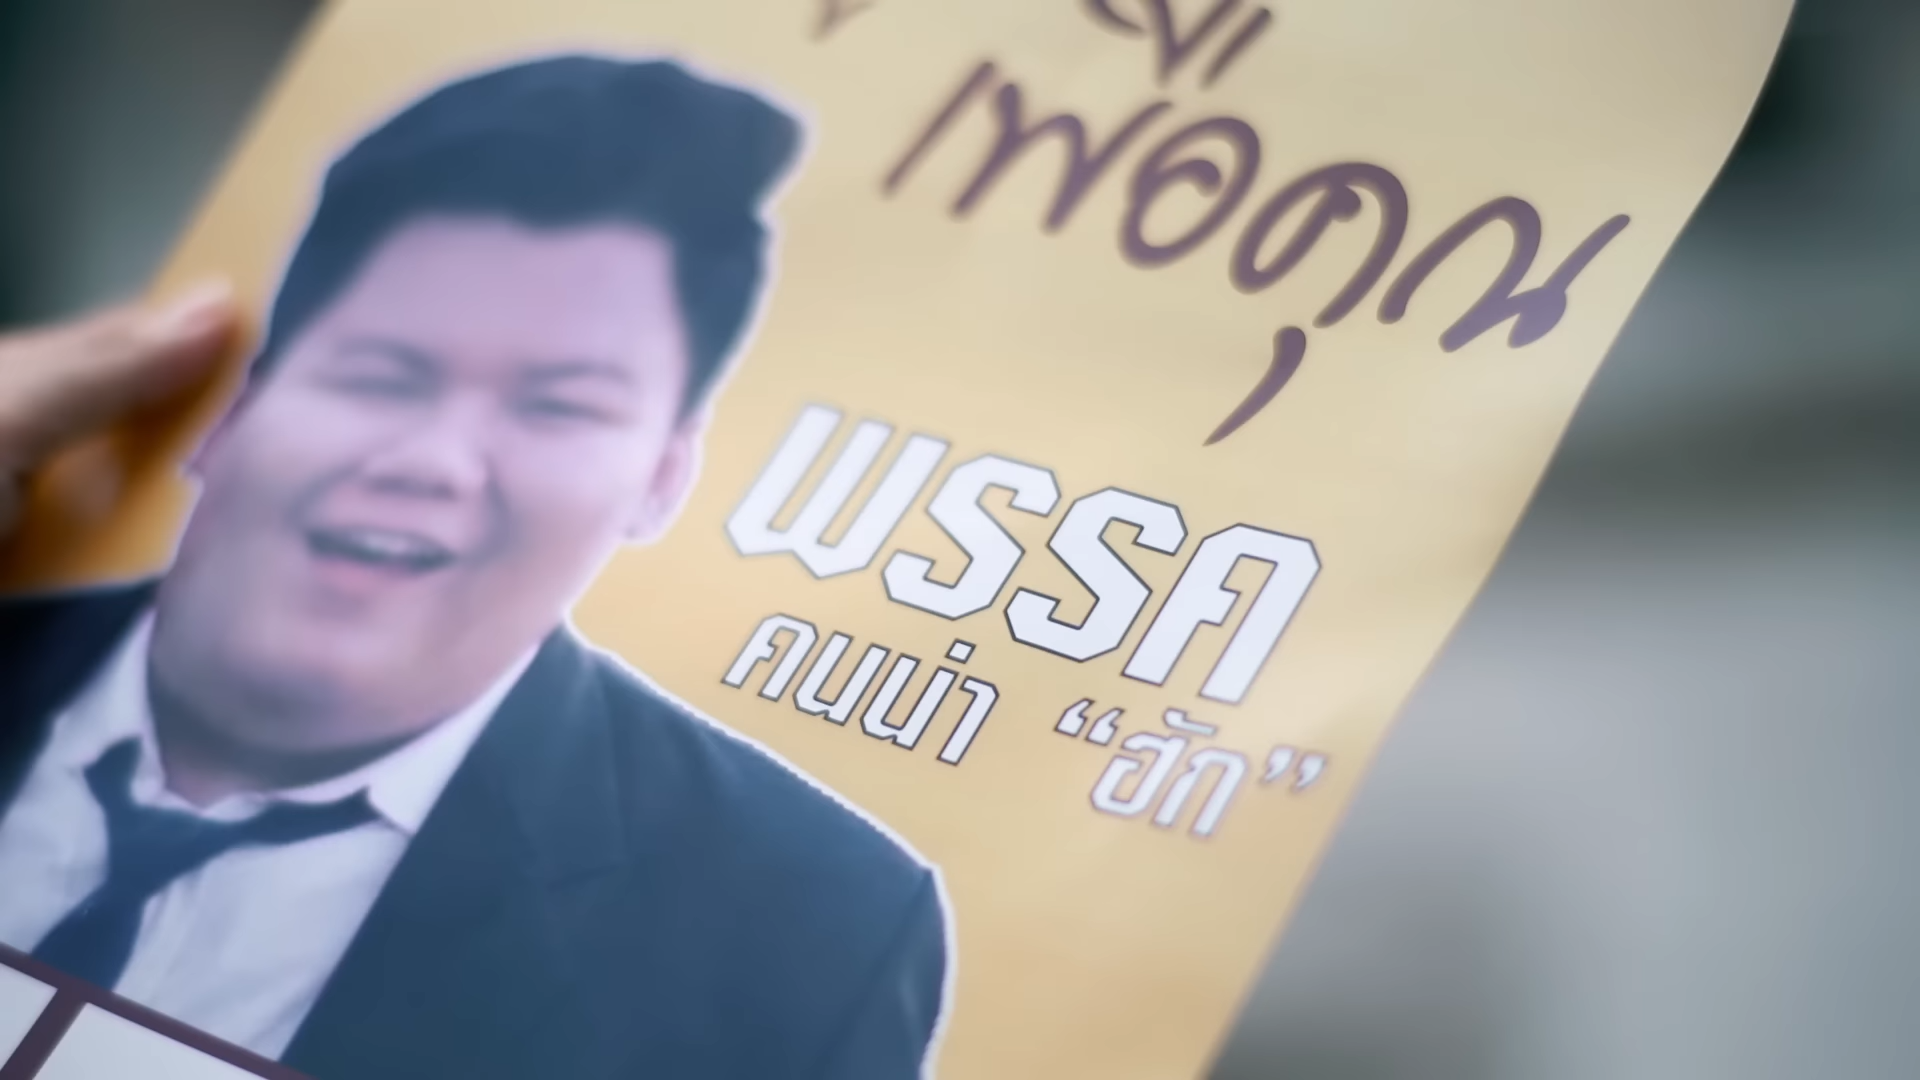 เพื่อคุณ
พรรค
คนน่า “ฮัก”